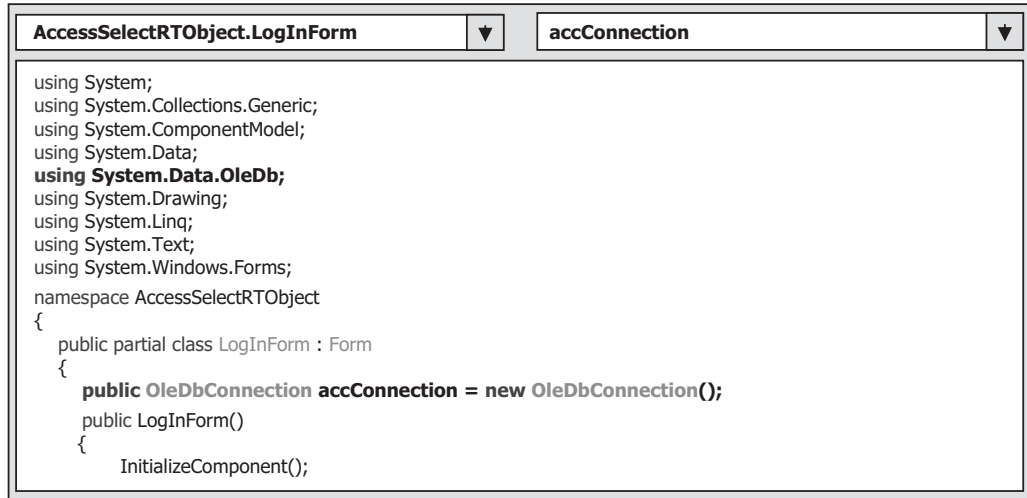 AccessSelectRTObject.LogInForm
accConnection
using System;
using System.Collections.Generic;
using System.ComponentModel;
using System.Data;
using System.Data.OleDb;
using System.Drawing;
using System.Linq;
using System.Text;
using System.Windows.Forms;
namespace AccessSelectRTObject
{
public partial class LogInForm : Form
{
public OleDbConnection accConnection = new OleDbConnection();
public LogInForm()
{
InitializeComponent();